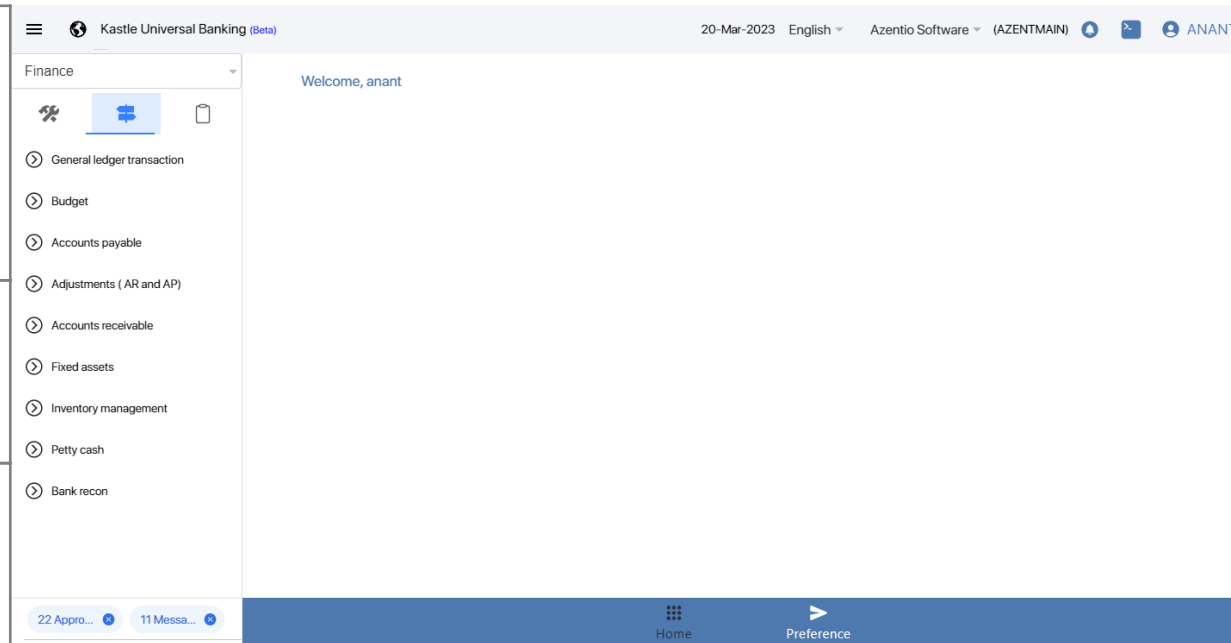 Kastle Universal Banking (Beta)
20-Mar-2023 English Azentio Software (AZENTMAIN) ANANT
Finance
Welcome, anant
General ledger transaction
Budget
Accounts payable
Adjustments ( AR and AP)
Accounts receivable
Fixed assets
Inventory management
Petty cash
Bank recon
22 Appro... 11 Messa...
Home Preference